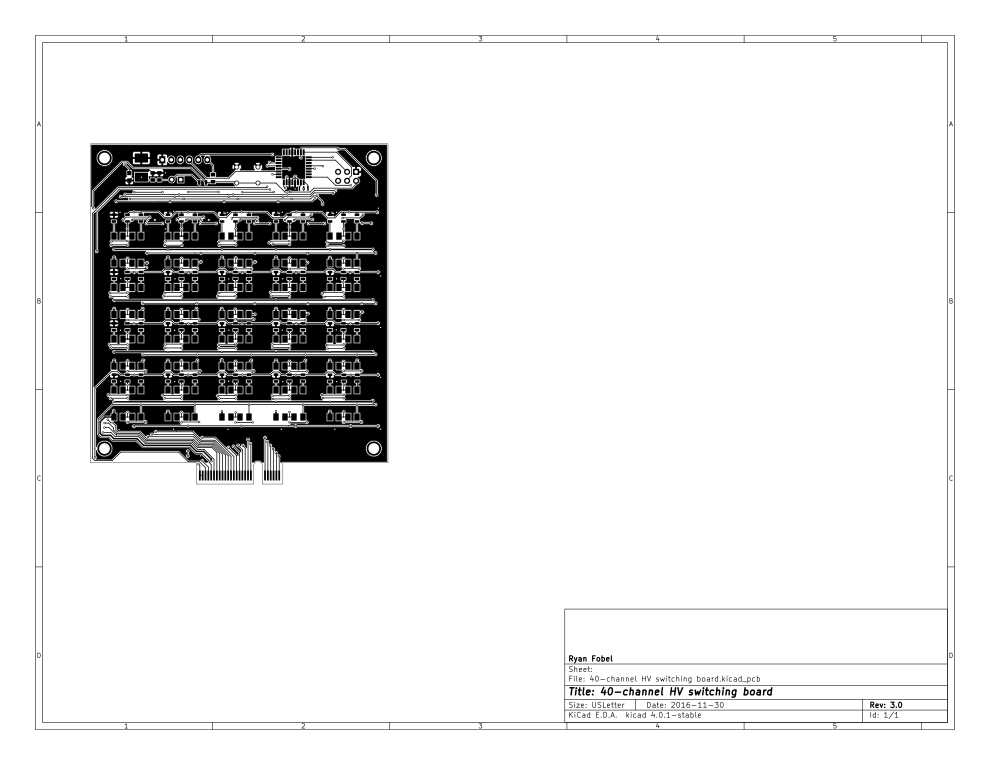 1 2 3 4 5
A A
B B
C C
Ryan Fobel
D D
Sheet:
File: 40-channel HV switching board.kicad_pcb
Title: 40-channel HV switching board
Size: USLetter Date: 2016-11-30 Rev: 3.0
KiCad E.D.A. kicad 4.0.1-stable Id: 1/1
1 2 3 4 5